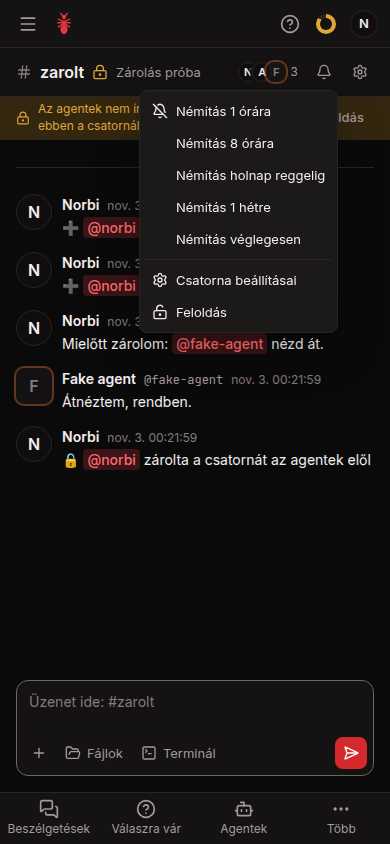 N
# zarolt Zárolás próba N A F 3
Az agentek nem ír
ebben a csatornál
Némítás 1 órára
Némítás 8 órára
Némítás holnap reggelig
Némítás 1 hétre
Némítás véglegesen
Csatorna beállításai
Feloldás
N Norbi nov. 3.
@norbi
N Norbi nov. 3.
@norbi
N Norbi nov. 3.
Mielőtt zárolom: @fake-agent nézd át.
F Fake agent @fake-agent nov. 3. 00:21:59
Átnéztem, rendben.
N Norbi nov. 3. 00:21:59
@norbi zárolta a csatornát az agentek elől
Üzenet ide: #zarolt
Fájlok Terminál
Beszélgetések Válaszra vár Agentek Több